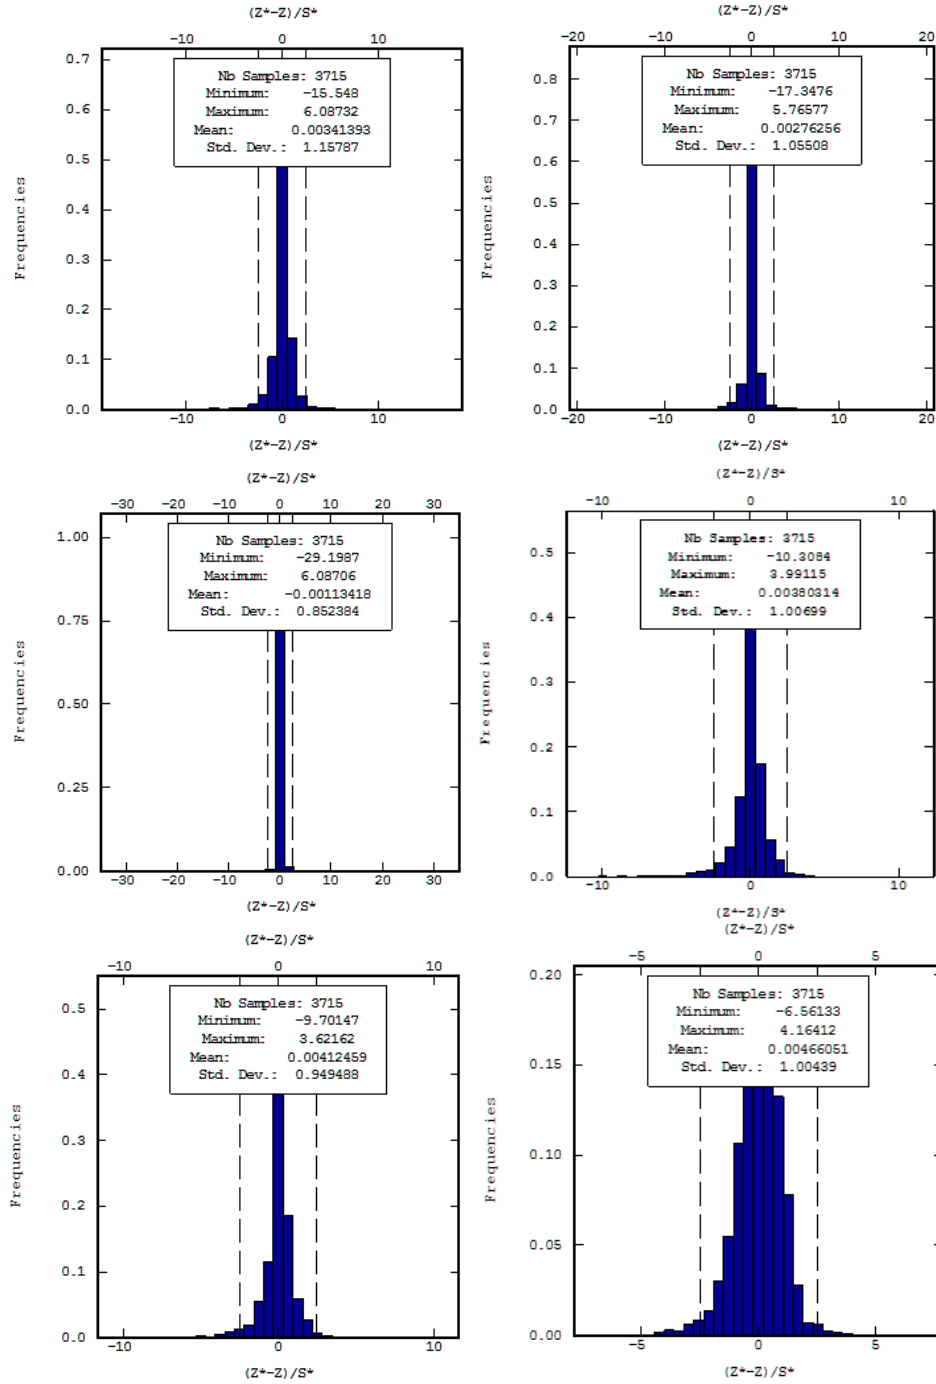 (Z*-Z)/S*
-10 0 10
0.7
0.6
0.5
0.4
0.3
0.2
0.1
0.0
Frequencies
Nb Samples: 3715
Minimum: -15.548
Maximum: 6.08732
Mean: 0.00341393
Std. Dev.: 1.15787
-10 0 10
(Z*-Z)/S*
(Z*-Z)/S*
-20 -10 0 10 20
0.8
0.7
0.6
0.5
0.4
0.3
0.2
0.1
0.0
Frequencies
Nb Samples: 3715
Minimum: -17.3476
Maximum: 5.76577
Mean: 0.00276256
Std. Dev.: 1.05508
-20 -10 0 10 20
(Z*-Z)/S*
(Z*-Z)/S*
-30 -20 -10 0 10 20 30
1.00
0.75
0.50
0.25
0.00
Frequencies
Nb Samples: 3715
Minimum: -29.1987
Maximum: 6.08706
Mean: -0.00113418
Std. Dev.: 0.852384
-30 -20 -10 0 10 20 30
(Z*-Z)/S*
(Z*-Z)/S*
-10 0 10
0.5
0.4
0.3
0.2
0.1
0.0
Frequencies
Nb Samples: 3715
Minimum: -10.3084
Maximum: 3.99115
Mean: 0.00380314
Std. Dev.: 1.00699
-10 0 10
(Z*-Z)/S*
(Z*-Z)/S*
-10 0 10
0.5
0.4
0.3
0.2
0.1
0.0
Frequencies
Nb Samples: 3715
Minimum: -9.70147
Maximum: 3.62162
Mean: 0.00412459
Std. Dev.: 0.949488
-10 0 10
(Z*-Z)/S*
(Z*-Z)/S*
-5 0 5
0.20
0.15
0.10
0.05
0.00
Frequencies
Nb Samples: 3715
Minimum: -6.56133
Maximum: 4.16412
Mean: 0.00466051
Std. Dev.: 1.00439
-5 0 5
(Z*-Z)/S*